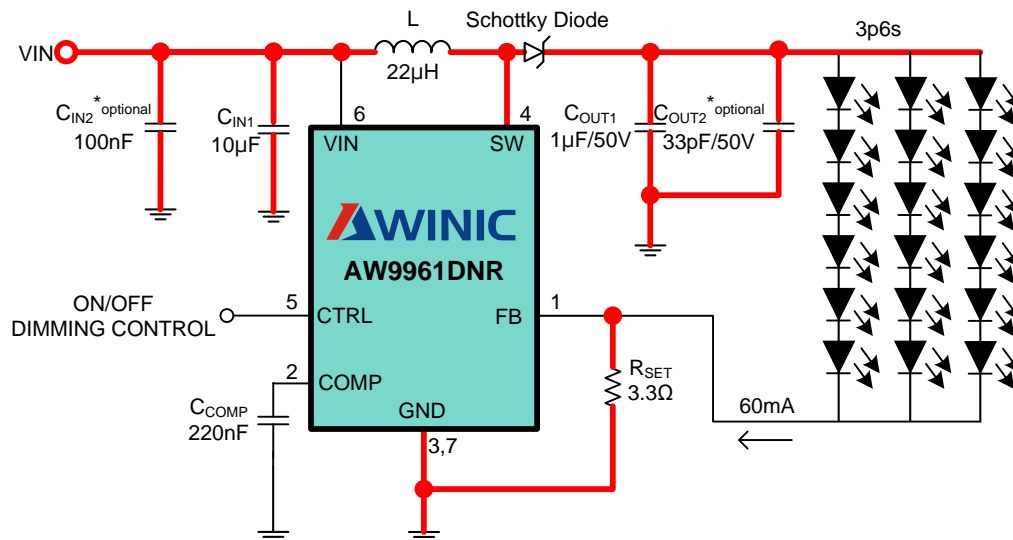 L
Schottky Diode
3p6s
VIN
22µH
CIN2 *optional
100nF
CIN1
10µF
6
4
COUT1
1µF/50V
COUT2 *optional
33pF/50V
VIN
SW
AWINIC
AW9961DNR
ON/OFF
DIMMING CONTROL
5
CTRL
FB
1
2
COMP
RSET
3.3Ω
CCOMP
220nF
GND
3,7
60mA